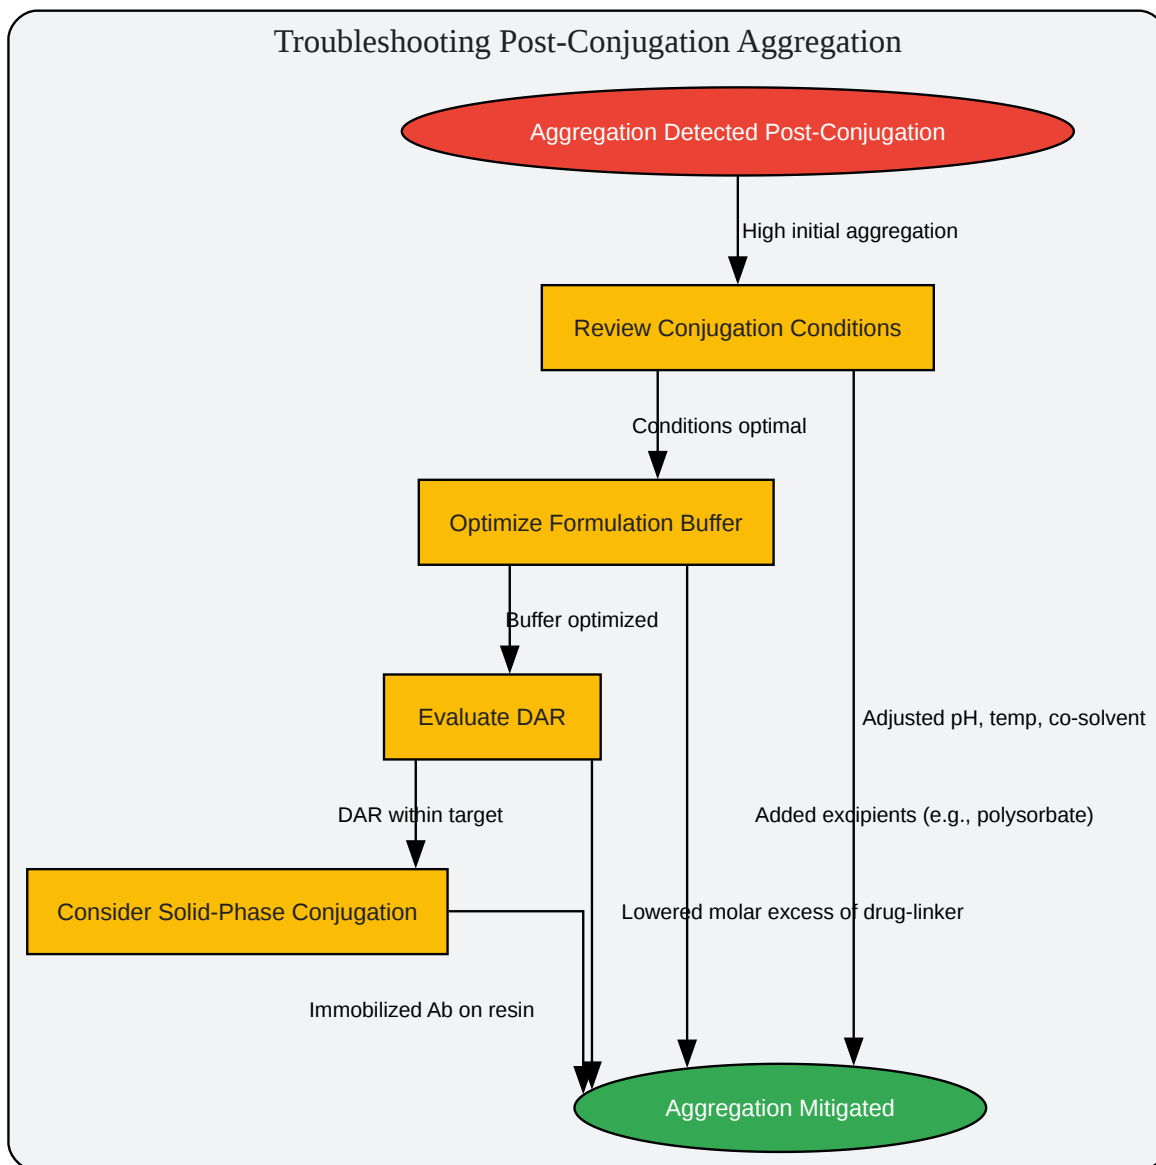 Troubleshooting Post-Conjugation Aggregation
Aggregation Detected Post-Conjugation
High initial aggregation
Review Conjugation Conditions
Conditions optimal
Optimize Formulation Buffer
Buffer optimized
Evaluate DAR
Adjusted pH, temp, co-solvent
DAR within target
Added excipients (e.g., polysorbate)
Consider Solid-Phase Conjugation
Lowered molar excess of drug-linker
Immobilized Ab on resin
Aggregation Mitigated